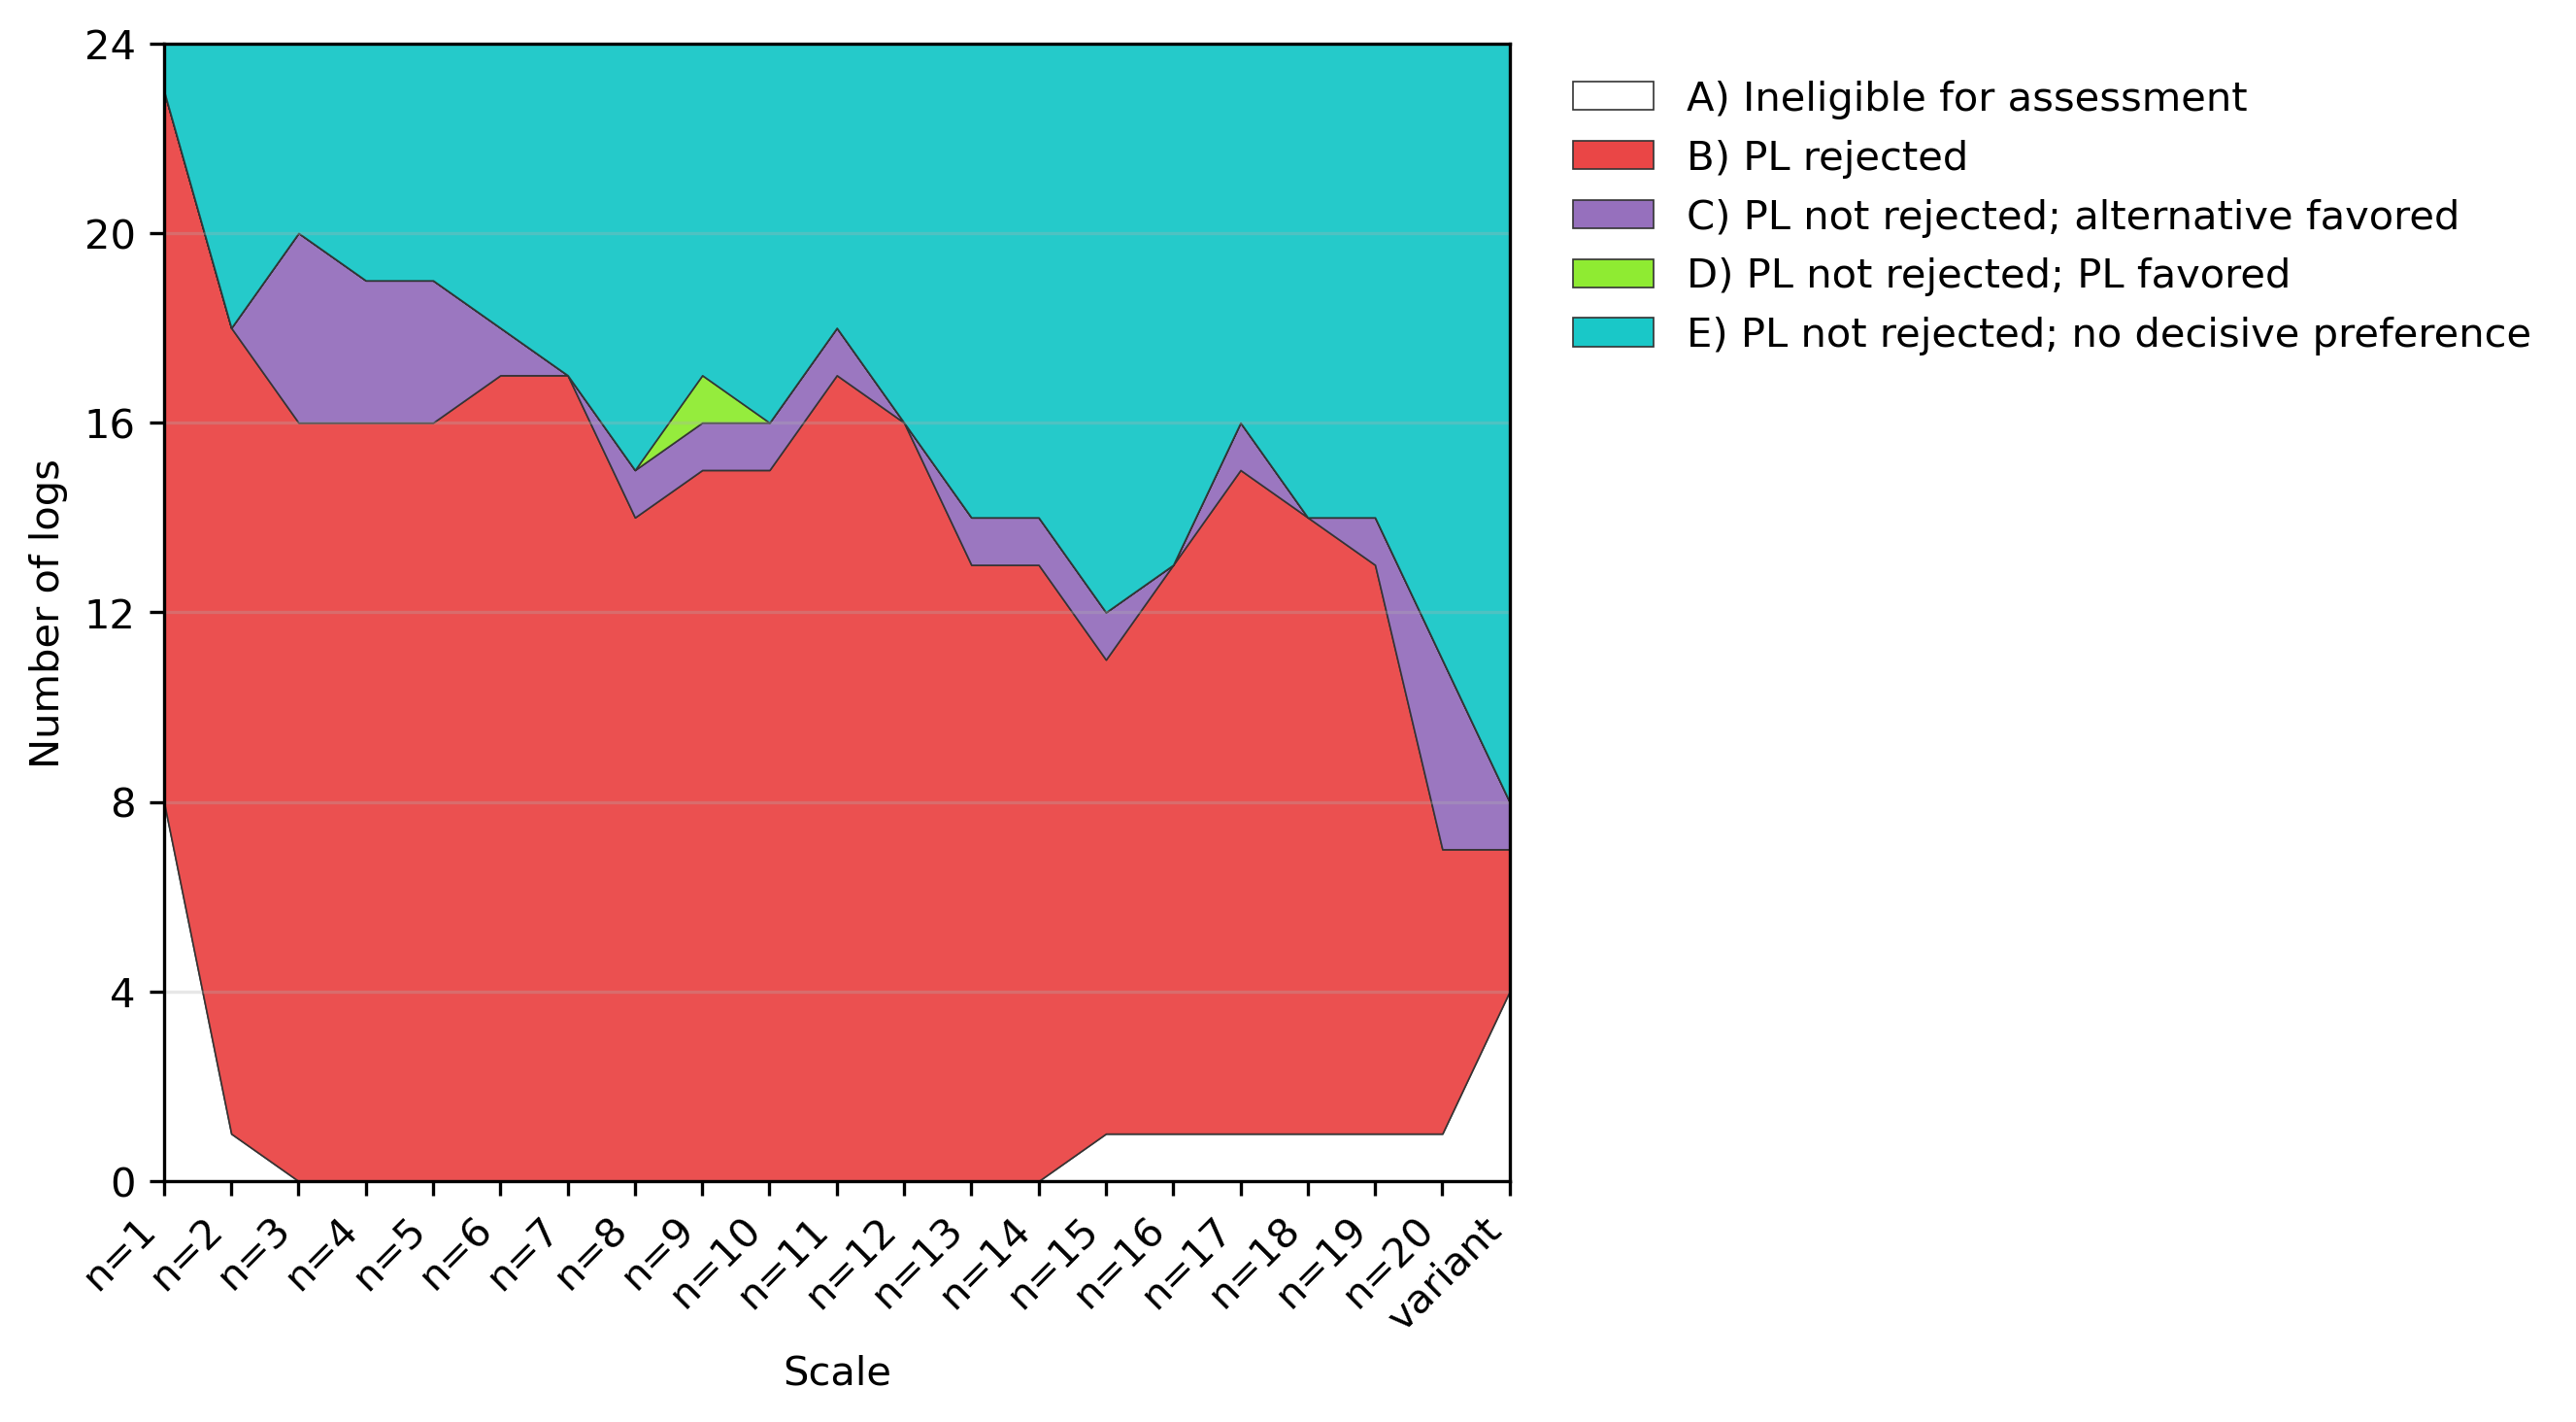 24
20
16
12
8
4
0
Number of logs
n=1
n=2
n=3
n=4
n=5
n=6
n=7
n=8
n=9
n=10
n=11
n=12
n=13
n=14
n=15
n=16
n=17
n=18
n=19
n=20
variant
Scale
A) Ineligible for assessment
B) PL rejected
C) PL not rejected; alternative favored
D) PL not rejected; PL favored
E) PL not rejected; no decisive preference